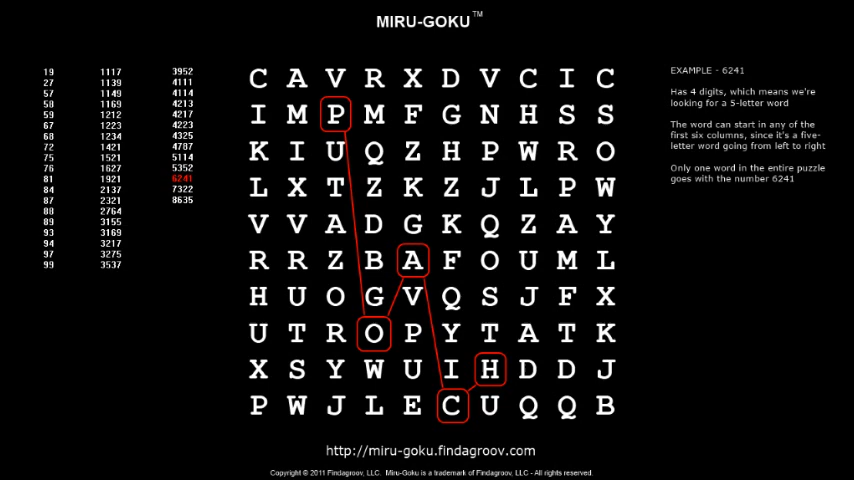 MIRU-GOKU™
19 1117 3952
27 1139 4111
57 1149 4114
58 1169 4213
59 1212 4217
67 1223 4223
68 1234 4325
72 1421 4787
75 1521 5114
76 1627 5352
81 1921 6241
84 2137 7322
87 2321 8635
88 2764
89 3155
93 3169
94 3217
97 3275
99 3537
C A V R X D V C I C
I M P M F G N H S S
K I U Q Z H P W R O
L X T Z K Z J L P W
V V A D G K Q Z A Y
R R Z B A F O U M L
H U O G V Q S J F X
U T R O P Y T A T K
X S Y W U I H D D J
P W J L E C U Q Q B
EXAMPLE - 6241
Has 4 digits, which means we're
looking for a 5-letter word
The word can start in any of the
first six columns, since it's a five-
letter word going from left to right
Only one word in the entire puzzle
goes with the number 6241
http://miru-goku.findagroov.com
Copyright © 2011 Findagroov, LLC. Miru-Goku is a trademark of Findagroov, LLC - All rights reserved.